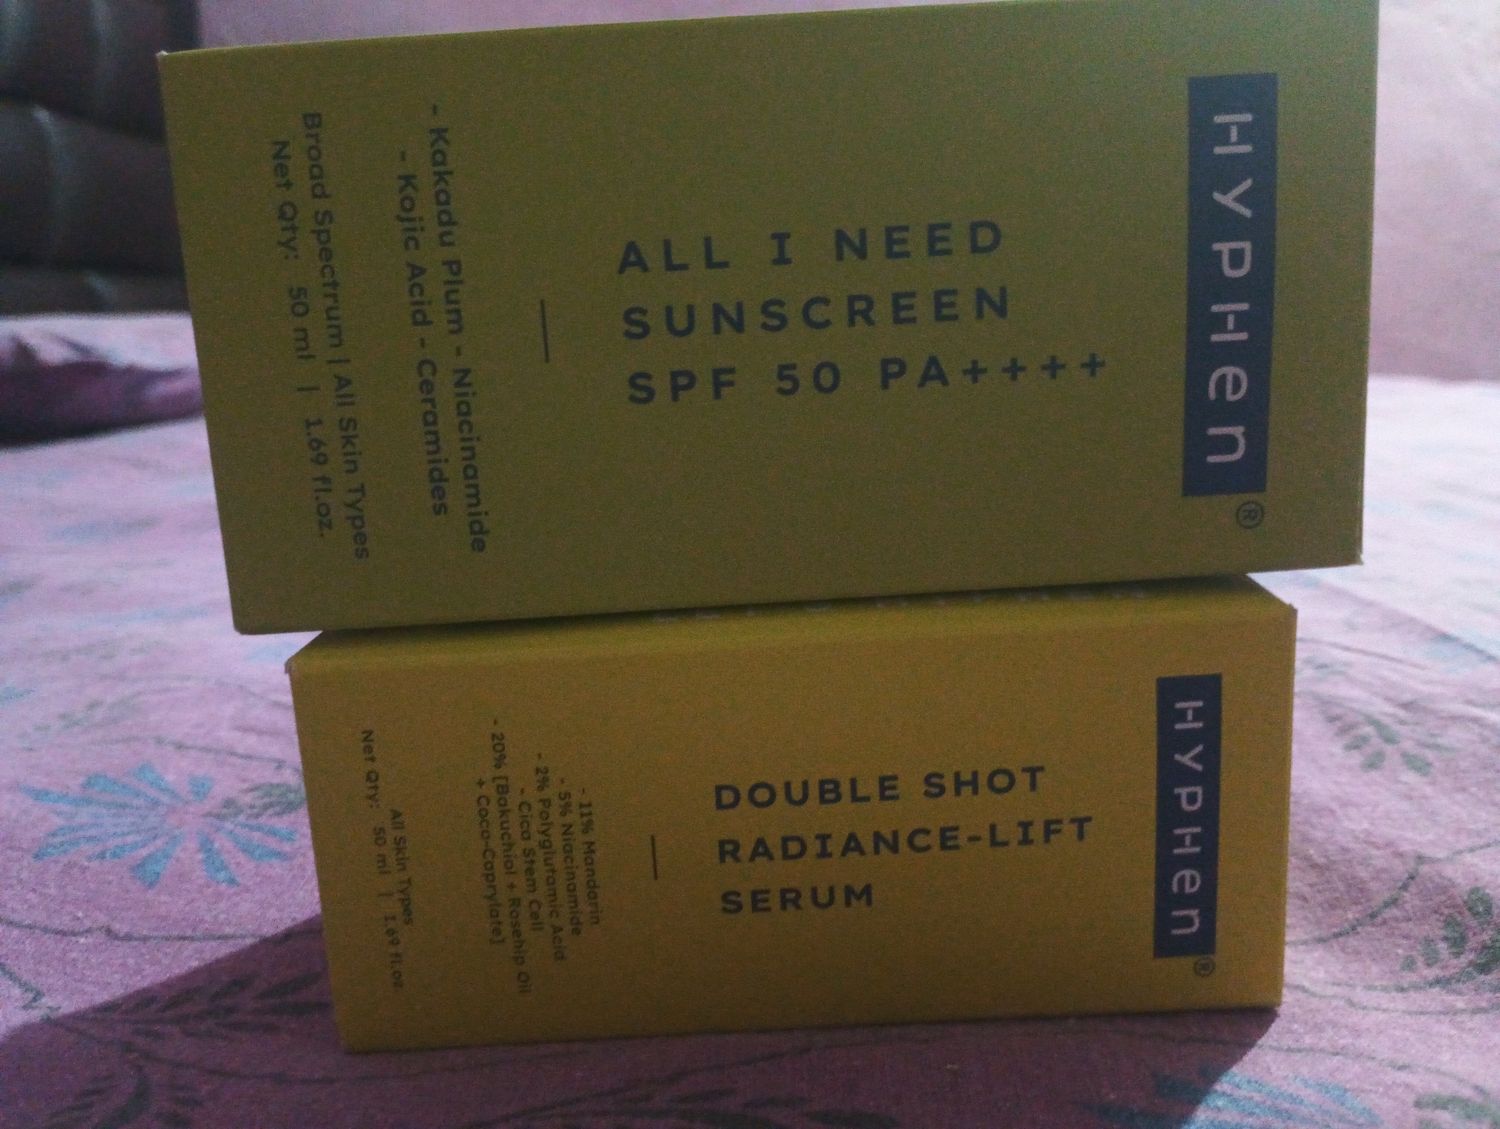 HYPHEN®
ALL I NEED
SUNSCREEN
SPF 50 PA++++
- Kakadu Plum - Niacinamide
- Kojic Acid - Ceramides
Broad Spectrum | All Skin Types
Net Qty: 50 ml | 1.69 fl.oz.
HYPHEN®
DOUBLE SHOT
RADIANCE-LIFT
SERUM
- 11% Mandarin
- 5% Niacinamide
- 2% Polyglutamic Acid
- Cica Stem Cell
- 20% [Bakuchiol + Rosehip Oil
+ Coco-Caprylate]
All Skin Types
Net Qty: 50 ml | 1.69 fl.oz